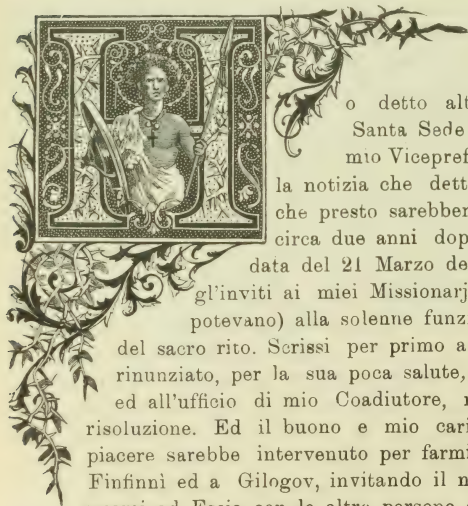 H
o detto alt
Santa Sede
mio Vicepref
la notizia che dett
che presto sarebber
circa due anni dop
data del 21 Marzo de
gl'inviti ai miei Missionarj
potevano) alla solenne funz
del sacro rito. Scrissi per primo a
rinunziato, per la sua poca salute,
ed all'ufficio di mio Coadiutore,
risoluzione. Ed il buono e mio cari
piacere sarebbe intervenuto per farmi
Finfinnì ed a Gilogov, invitando il